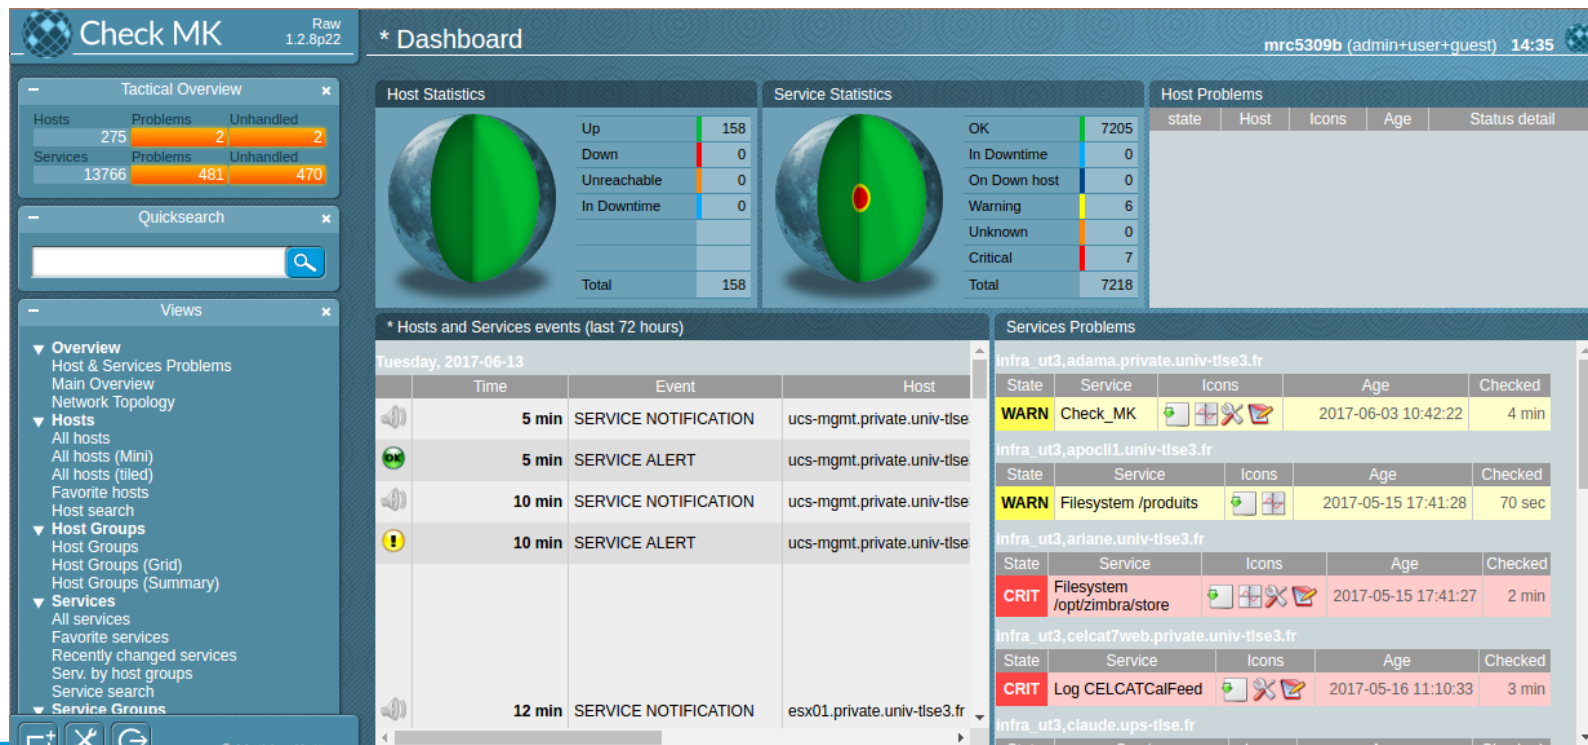 Check MK
Raw
1.2.8p22
* Dashboard
mrc5309b (admin+user+guest) 14:35
Tactical Overview
Hosts Problems Unhandled
275 2 2
Services Problems Unhandled
13766 481 470
Quicksearch
Views
Overview
Host & Services Problems
Main Overview
Network Topology
Hosts
All hosts
All hosts (Mini)
All hosts (tiled)
Favorite hosts
Host search
Host Groups
Host Groups
Host Groups (Grid)
Host Groups (Summary)
Services
All services
Favorite services
Recently changed services
Serv. by host groups
Service search
Service Groups
Host Statistics
Up 158
Down 0
Unreachable 0
In Downtime 0
Total 158
Service Statistics
OK 7205
In Downtime 0
On Down host 0
Warning 6
Unknown 0
Critical 7
Total 7218
Host Problems
state Host Icons Age Status detail
* Hosts and Services events (last 72 hours)
Tuesday, 2017-06-13
Time Event Host
5 min SERVICE NOTIFICATION ucs-mgmt.private.univ-tlse
OK 5 min SERVICE ALERT ucs-mgmt.private.univ-tlse
10 min SERVICE NOTIFICATION ucs-mgmt.private.univ-tlse
! 10 min SERVICE ALERT ucs-mgmt.private.univ-tlse
12 min SERVICE NOTIFICATION esx01.private.univ-tlse3.fr
Services Problems
infra_ut3,adama.private.univ-tlse3.fr
State Service Icons Age Checked
WARN Check_MK 2017-06-03 10:42:22 4 min
infra_ut3,apocli1.univ-tlse3.fr
State Service Icons Age Checked
WARN Filesystem /produits 2017-05-15 17:41:28 70 sec
infra_ut3,ariane.univ-tlse3.fr
State Service Icons Age Checked
CRIT Filesystem /opt/zimbra/store 2017-05-15 17:41:27 2 min
infra_ut3,celcat7web.private.univ-tlse3.fr
State Service Icons Age Checked
CRIT Log CELCATCalFeed 2017-05-16 11:10:33 3 min
infra_ut3,claude.ups-tlse.fr